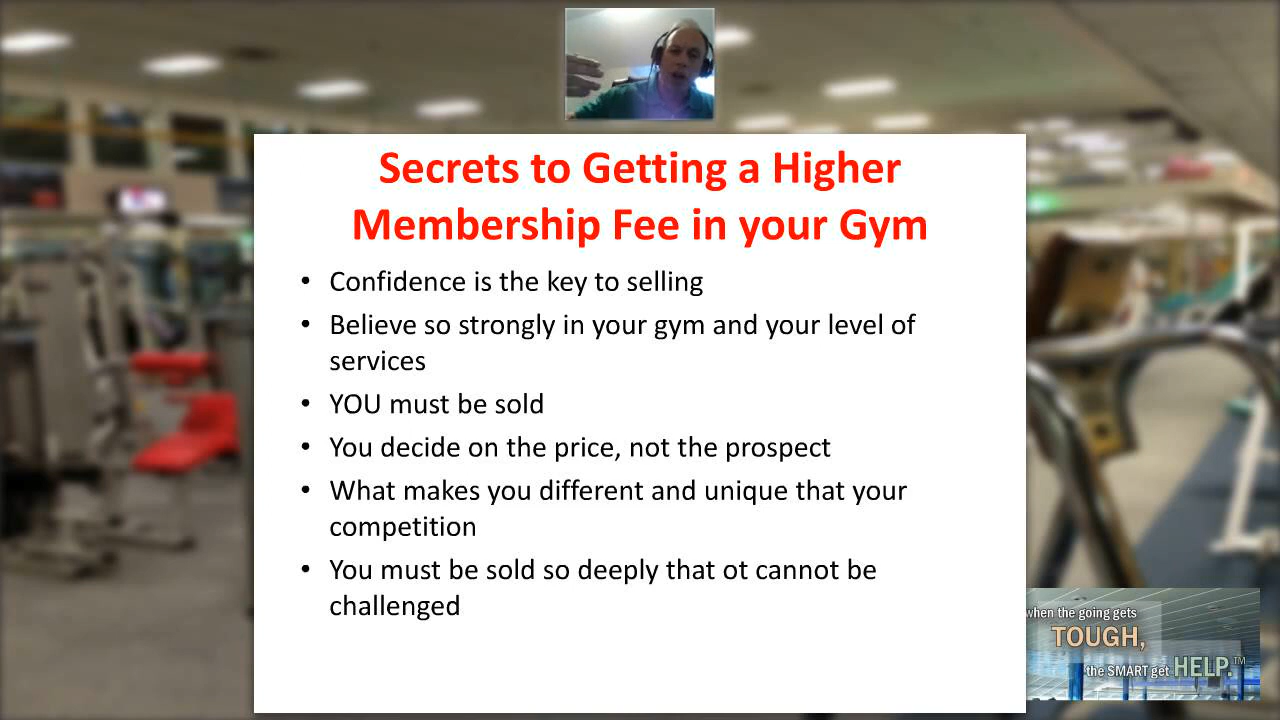 Secrets to Getting a Higher
Membership Fee in your Gym
• Confidence is the key to selling
• Believe so strongly in your gym and your level of
services
• YOU must be sold
• You decide on the price, not the prospect
• What makes you different and unique that your
competition
• You must be sold so deeply that ot cannot be
challenged
when the going gets
TOUGH,
the SMART get HELP.™